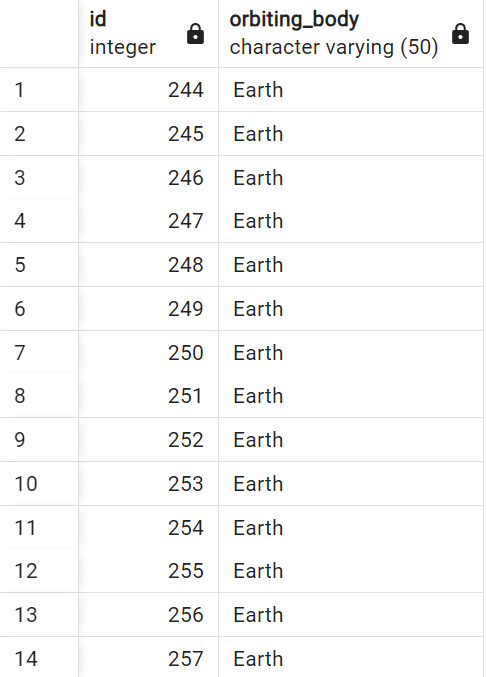 id orbiting_body
integer character varying (50)
1 244 Earth
2 245 Earth
3 246 Earth
4 247 Earth
5 248 Earth
6 249 Earth
7 250 Earth
8 251 Earth
9 252 Earth
10 253 Earth
11 254 Earth
12 255 Earth
13 256 Earth
14 257 Earth